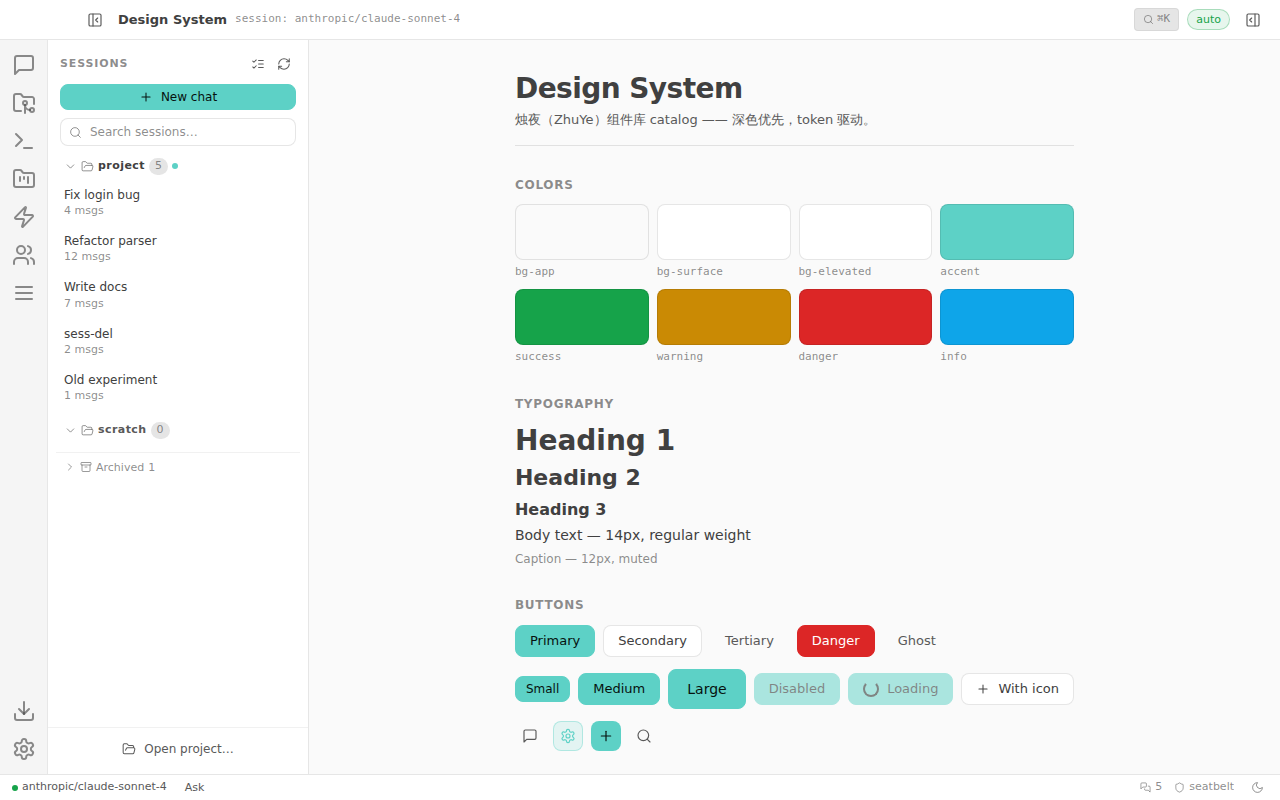 Design System session: anthropic/claude-sonnet-4
⌘K auto
SESSIONS
New chat
Search sessions…
project 5
Fix login bug
4 msgs
Refactor parser
12 msgs
Write docs
7 msgs
sess-del
2 msgs
Old experiment
1 msgs
scratch 0
Archived 1
Open project…
Design System
烛夜（ZhuYe）组件库 catalog —— 深色优先，token 驱动。
COLORS
bg-app bg-surface bg-elevated accent
success warning danger info
TYPOGRAPHY
Heading 1
Heading 2
Heading 3
Body text — 14px, regular weight
Caption — 12px, muted
BUTTONS
Primary Secondary Tertiary Danger Ghost
Small Medium Large Disabled Loading With icon
anthropic/claude-sonnet-4 Ask 5 seatbelt